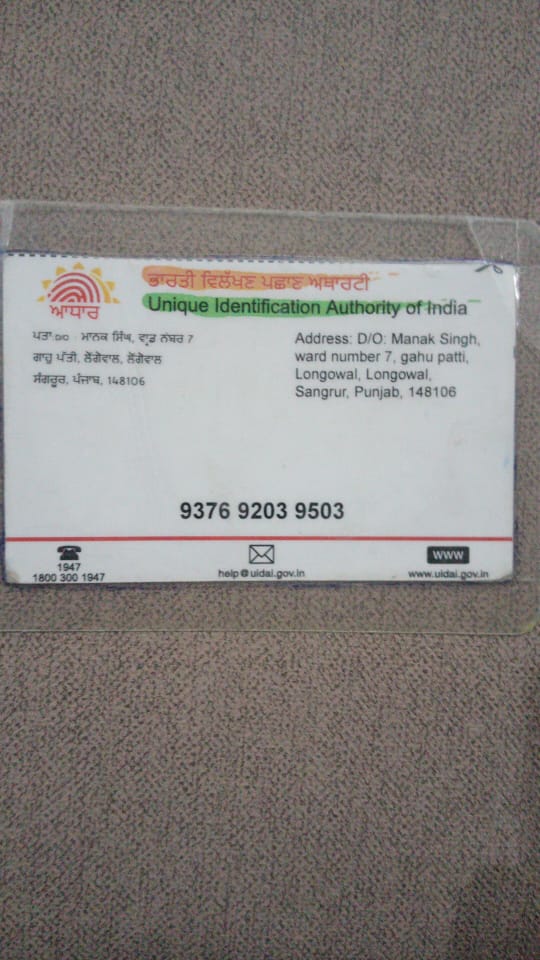 ਭਾਰਤੀ ਵਿਲੱਖਣ ਪਛਾਣ ਅਥਾਰਟੀ
Unique Identification Authority of India
ਆਧਾਰ
ਪਤਾ:DO : ਮਾਨਕ ਸਿੰਘ, ਵਾ੍ਰਡ ਨੰਬਰ 7
ਗਾਹੁ ਪੱਤੀ, ਲੋਂਗੋਵਾਲ, ਲੋਂਗੋਵਾਲ
ਸੰਗਰੂਰ, ਪੰਜਾਬ, 148106
Address: D/O: Manak Singh,
ward number 7, gahu patti,
Longowal, Longowal,
Sangrur, Punjab, 148106
9376 9203 9503
1947
1800 300 1947
help@uidai.gov.in
WWW
www.uidai.gov.in